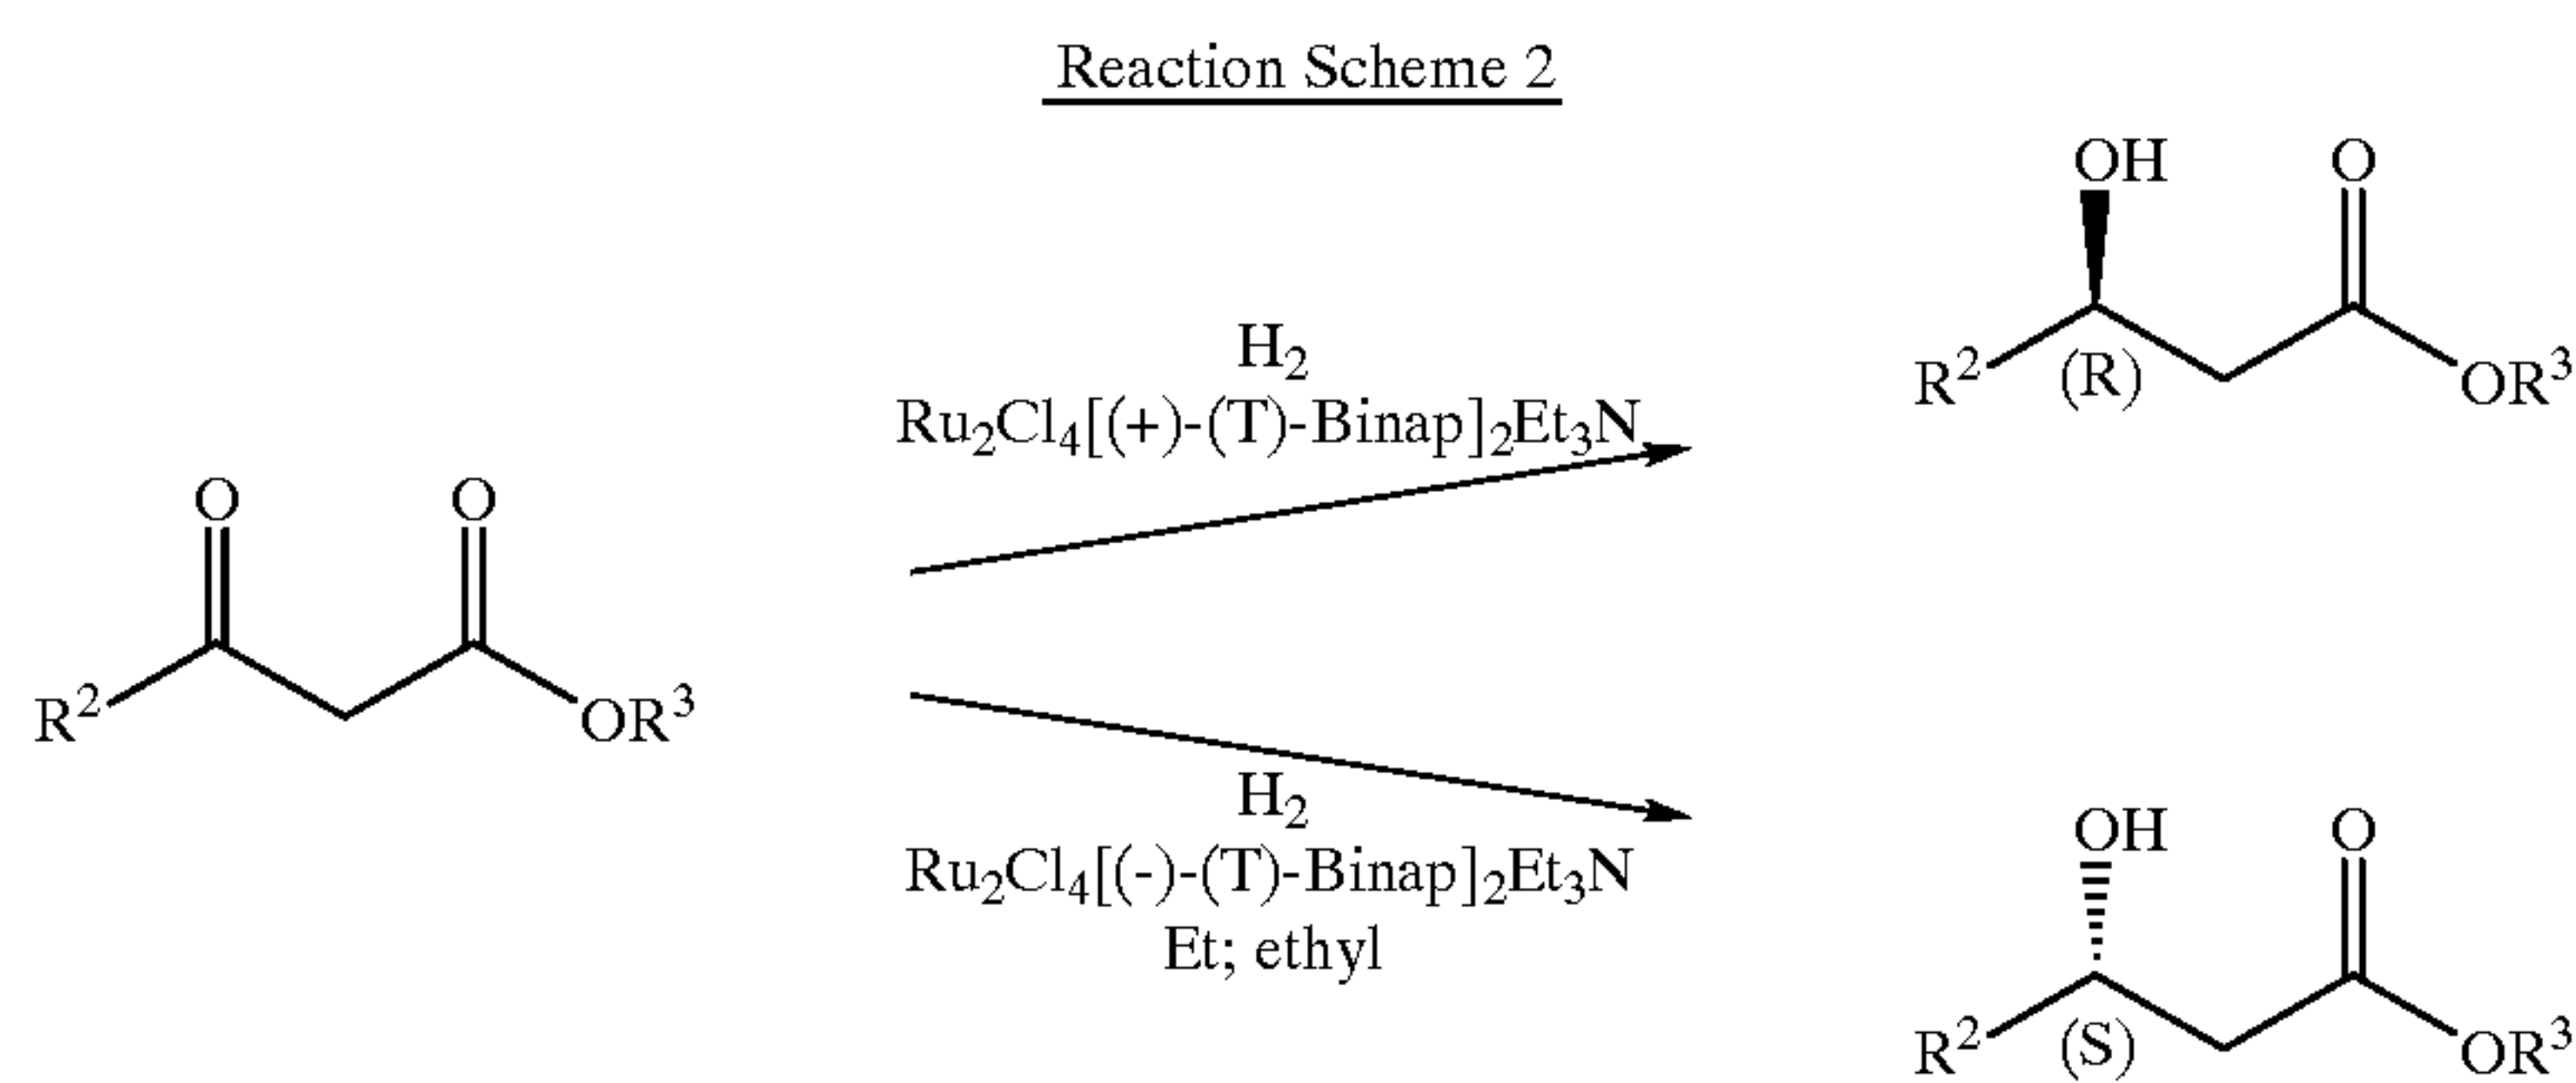 Reaction Scheme 2
OH O
R² (R) OR³
H₂
Ru₂Cl₄[(+)-(T)-Binap]₂Et₃N
O O
R² OR³
H₂
Ru₂Cl₄[(-)-(T)-Binap]₂Et₃N
Et; ethyl
OH O
R² (S) OR³